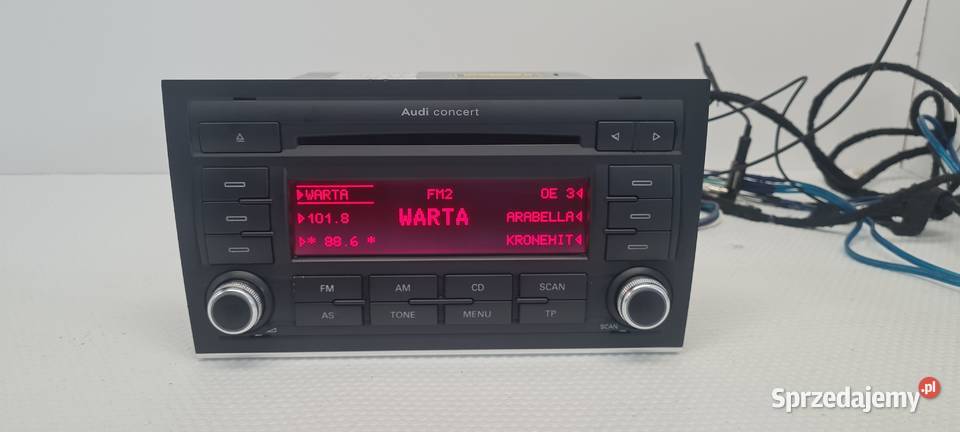 Audi concert
WARTA FM2 OE 3
101.8 WARTA ARABELLA
* 88.6 * KRONEHIT
FM AM CD SCAN
AS TONE MENU TP
SCAN
Sprzedajemy.pl